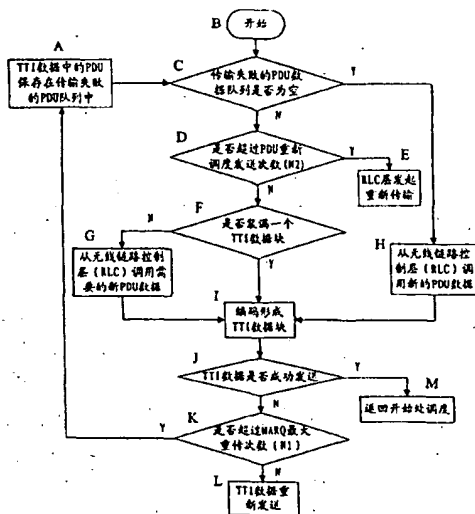 B
开始
A
TTI数据中的PDU
保存在传输失败
的PDU队列中
C
传输失败的PDU数
据队列是否为空
Y
N
D
是否超过PDU重新
调度发送次数(N2)
Y
E
RLC层发起
重新传输
N
F
是否装满一个
TTI数据块
N
Y
G
从无线链路控制
层(RLC)调用需
要的新PDU数据
H
从无线链路控
制层(RLC)调
用新的PDU数据
I
编码形成
TTI数据块
J
TTI数据是否成功发送
Y
M
返回开始处调度
N
K
是否超过HARQ最大
重传次数(N1)
Y
N
L
TTI数据重
新发送